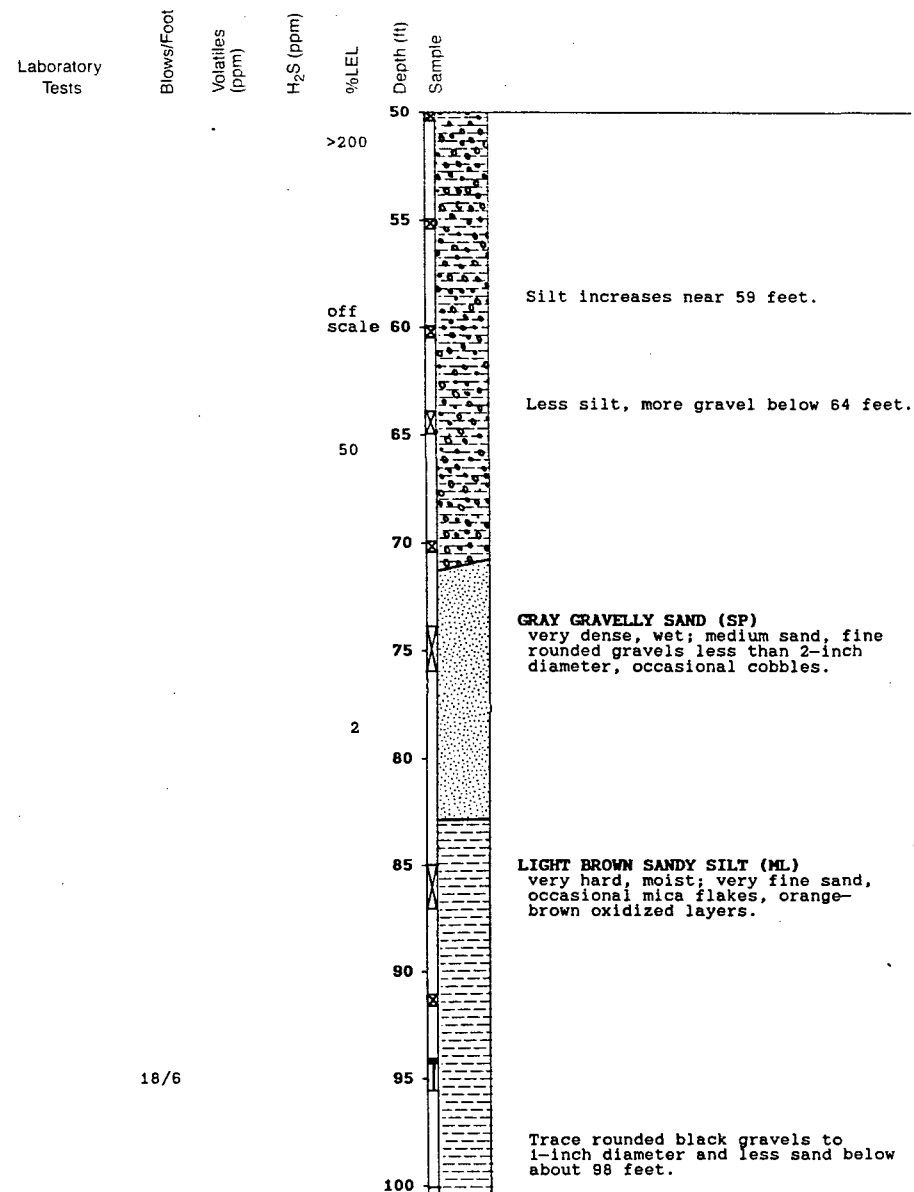 Laboratory
Tests
Blows/Foot
Volatiles
(ppm)
H₂S (ppm)
%LEL
Depth (ft)
Sample
50
>200
55
Silt increases near 59 feet.
off
scale 60
Less silt, more gravel below 64 feet.
65
50
70
GRAY GRAVELLY SAND (SP)
very dense, wet; medium sand, fine
rounded gravels less than 2-inch
diameter, occasional cobbles.
75
2
80
85
LIGHT BROWN SANDY SILT (ML)
very hard, moist; very fine sand,
occasional mica flakes, orange-
brown oxidized layers.
90
18/6
95
Trace rounded black gravels to
1-inch diameter and less sand below
about 98 feet.
100